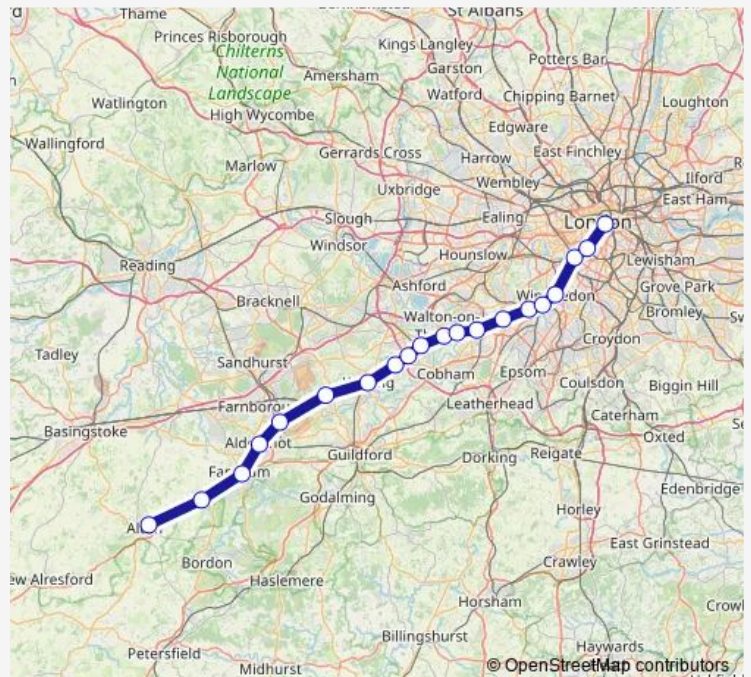 Thame
St Albans
Princes Risborough
Kings Langley
Chilterns
National
Landscape
Garston
Potters Bar
Amersham
Watford
Chipping Barnet
Watlington
Loughton
High Wycombe
Edgware
Wallingford
Gerrards Cross
Harrow
East Finchley
Marlow
Wembley
Ilford
Uxbridge
East Ham
Slough
Ealing
London
Windsor
Hounslow
Lewisham
Reading
Ashford
Grove Park
Bracknell
Walton-on-
Bromley
Croydon
Tadley
Sandhurst
Cobham
Epsom
Coulsdon
Biggin Hill
Leatherhead
Caterham
Basingstoke
Oxted
Guildford
Dorking
Reigate
Edenbridge
Godalming
Horley
East Grinstead
Bordon
Crawley
ew Alresford
Haslemere
Horsham
Crowl
Billingshurst
Haywards
Petersfield
Midhurst
© OpenStreetMap contributors